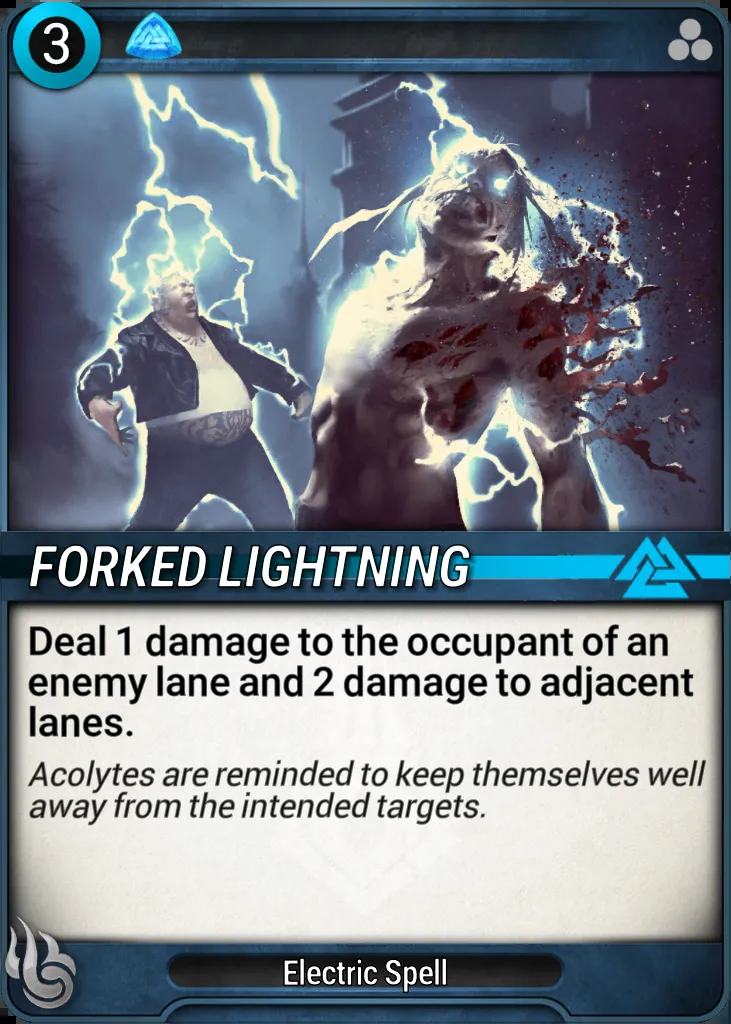 3
FORKED LIGHTNING
Deal 1 damage to the occupant of an
enemy lane and 2 damage to adjacent
lanes.
Acolytes are reminded to keep themselves well
away from the intended targets.
Electric Spell